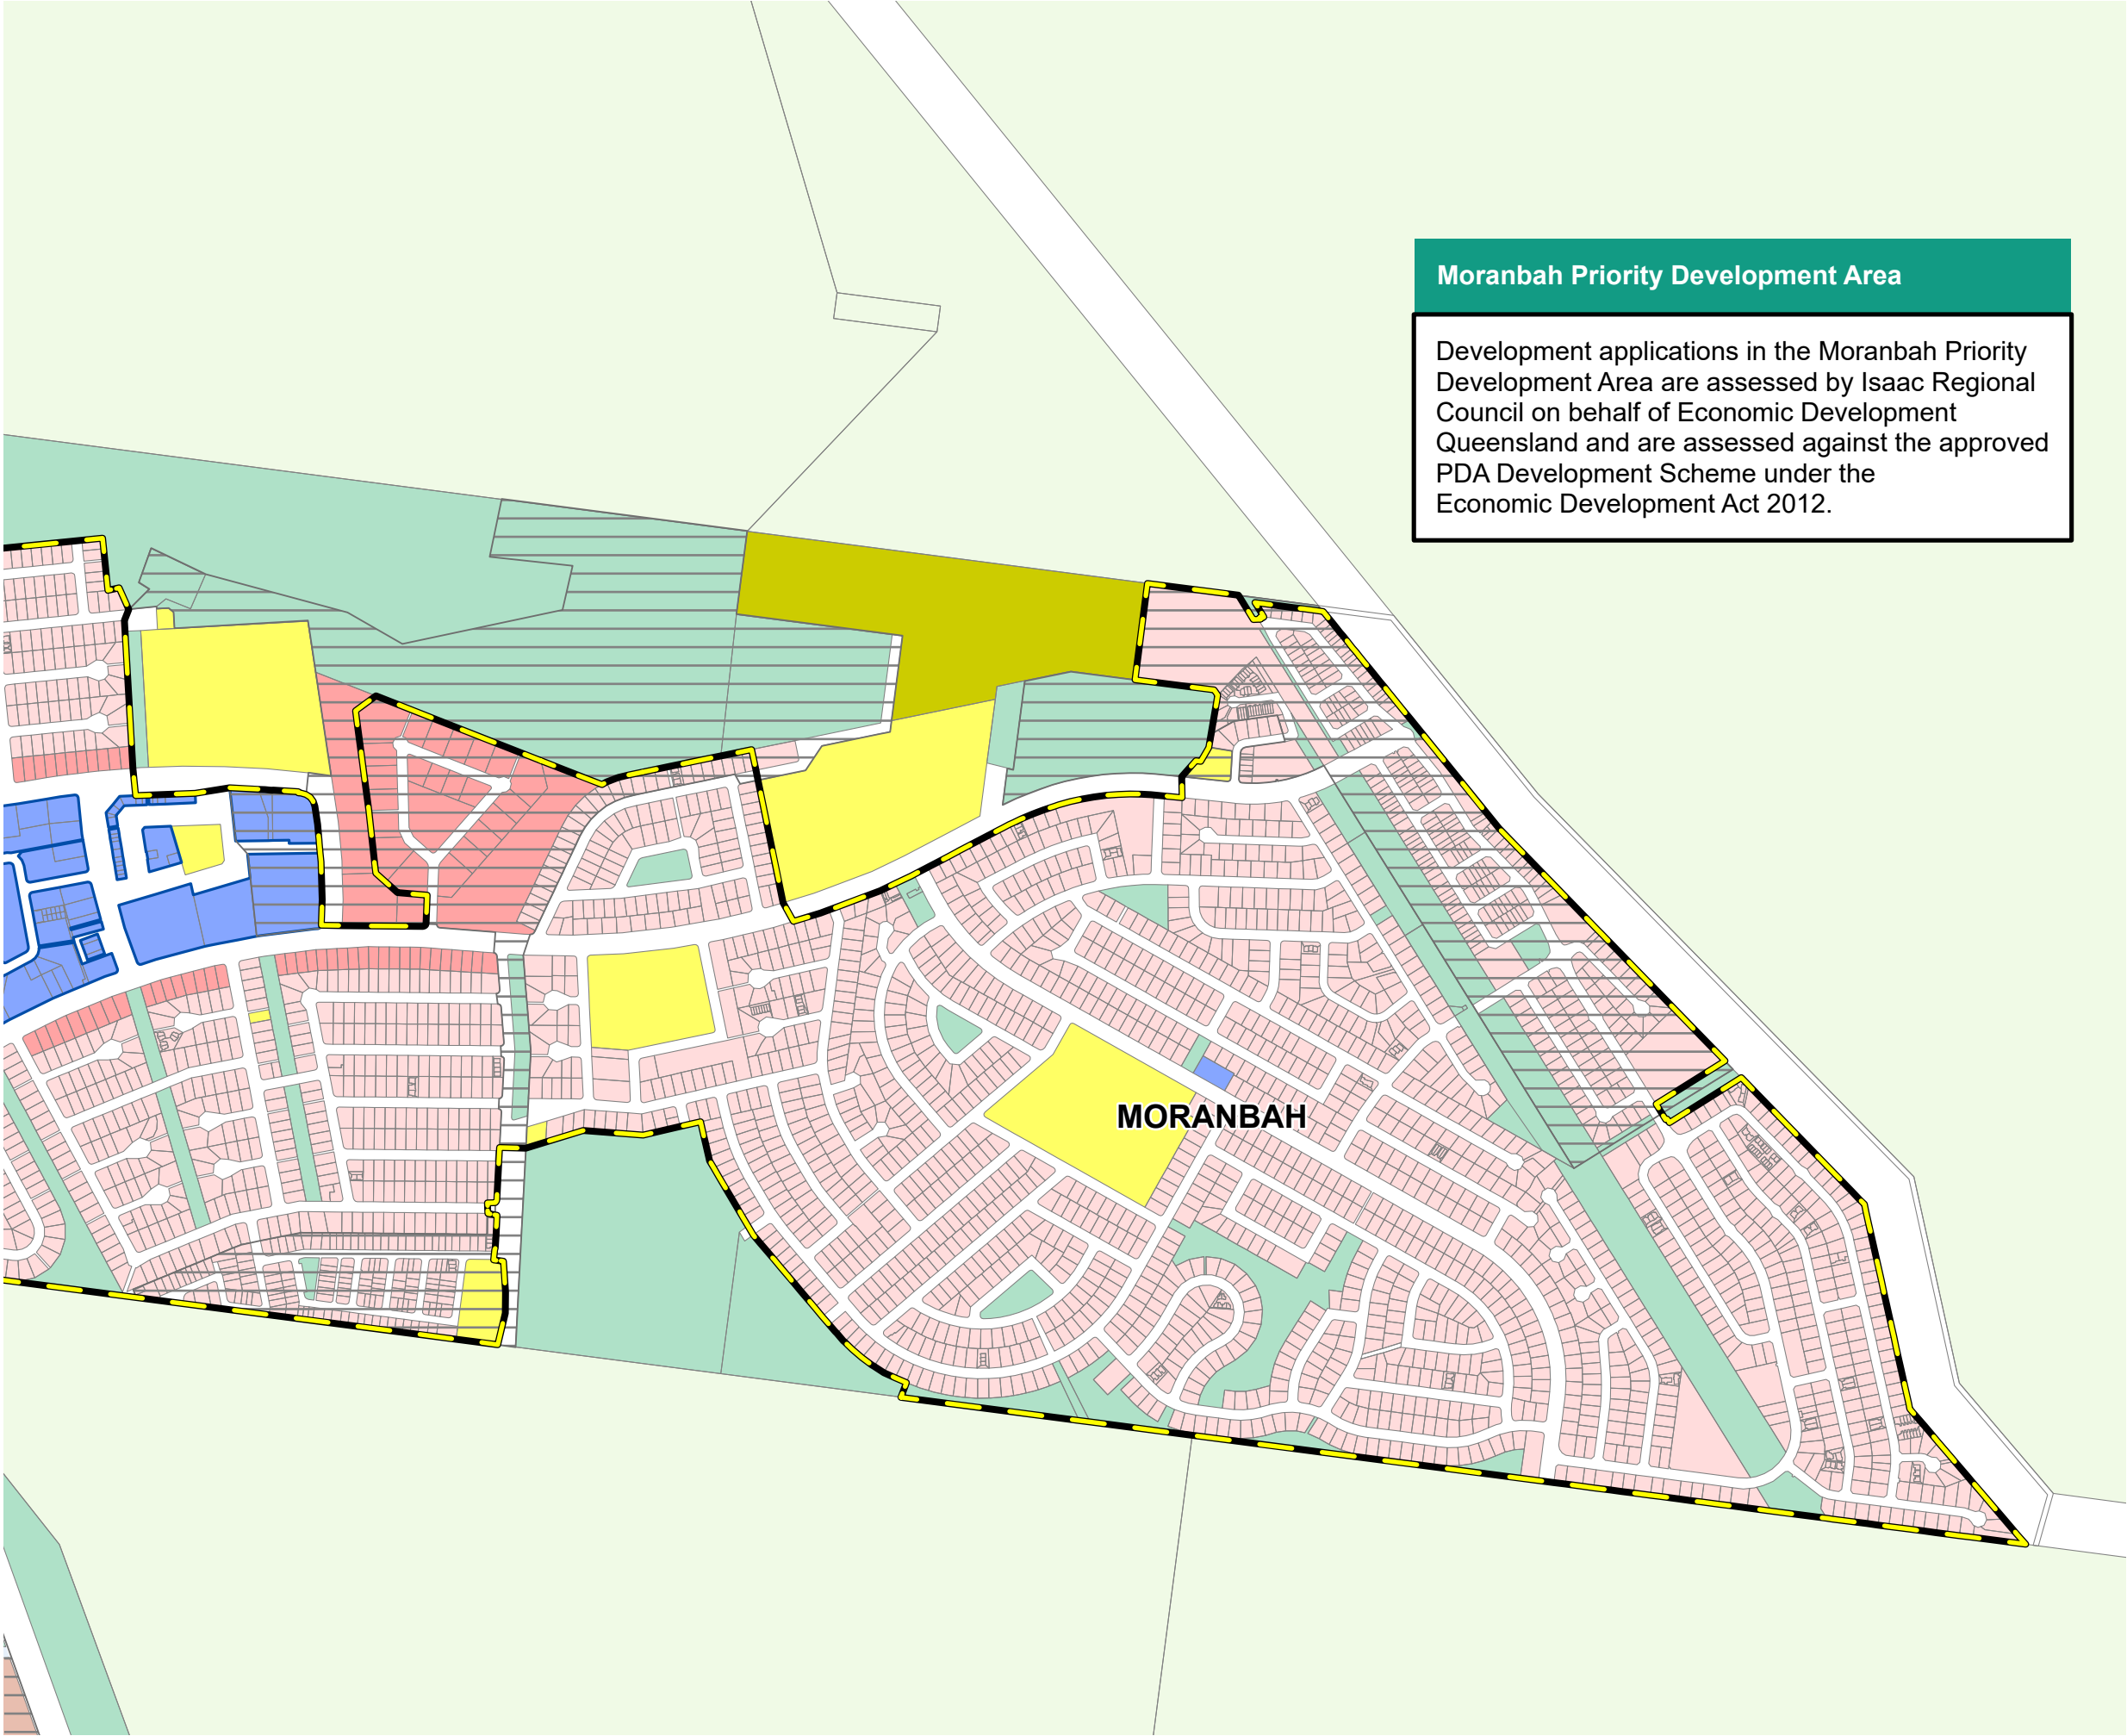 Moranbah Priority Development Area
Development applications in the Moranbah Priority
Development Area are assessed by Isaac Regional
Council on behalf of Economic Development
Queensland and are assessed against the approved
PDA Development Scheme under the
Economic Development Act 2012.
MORANBAH